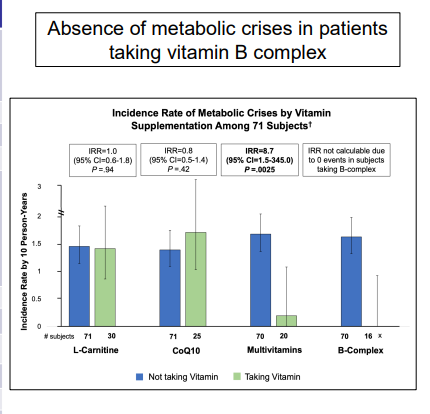 Absence of metabolic crises in patients
taking vitamin B complex
Incidence Rate of Metabolic Crises by Vitamin
Supplementation Among 71 Subjects†
IRR=1.0
(95% CI=0.6-1.8)
P=.94
IRR=0.8
(95% CI=0.5-1.4)
P=.42
IRR=8.7
(95% CI=1.5-345.0)
P=.0025
IRR not calculable due
to 0 events in subjects
taking B-complex
Incidence Rate by 10 Person-Years
3
2
1.5
1
0.5
0
# subjects 71 30 71 25 70 20 70 16 x
L-Carnitine CoQ10 Multivitamins B-Complex
Not taking Vitamin Taking Vitamin